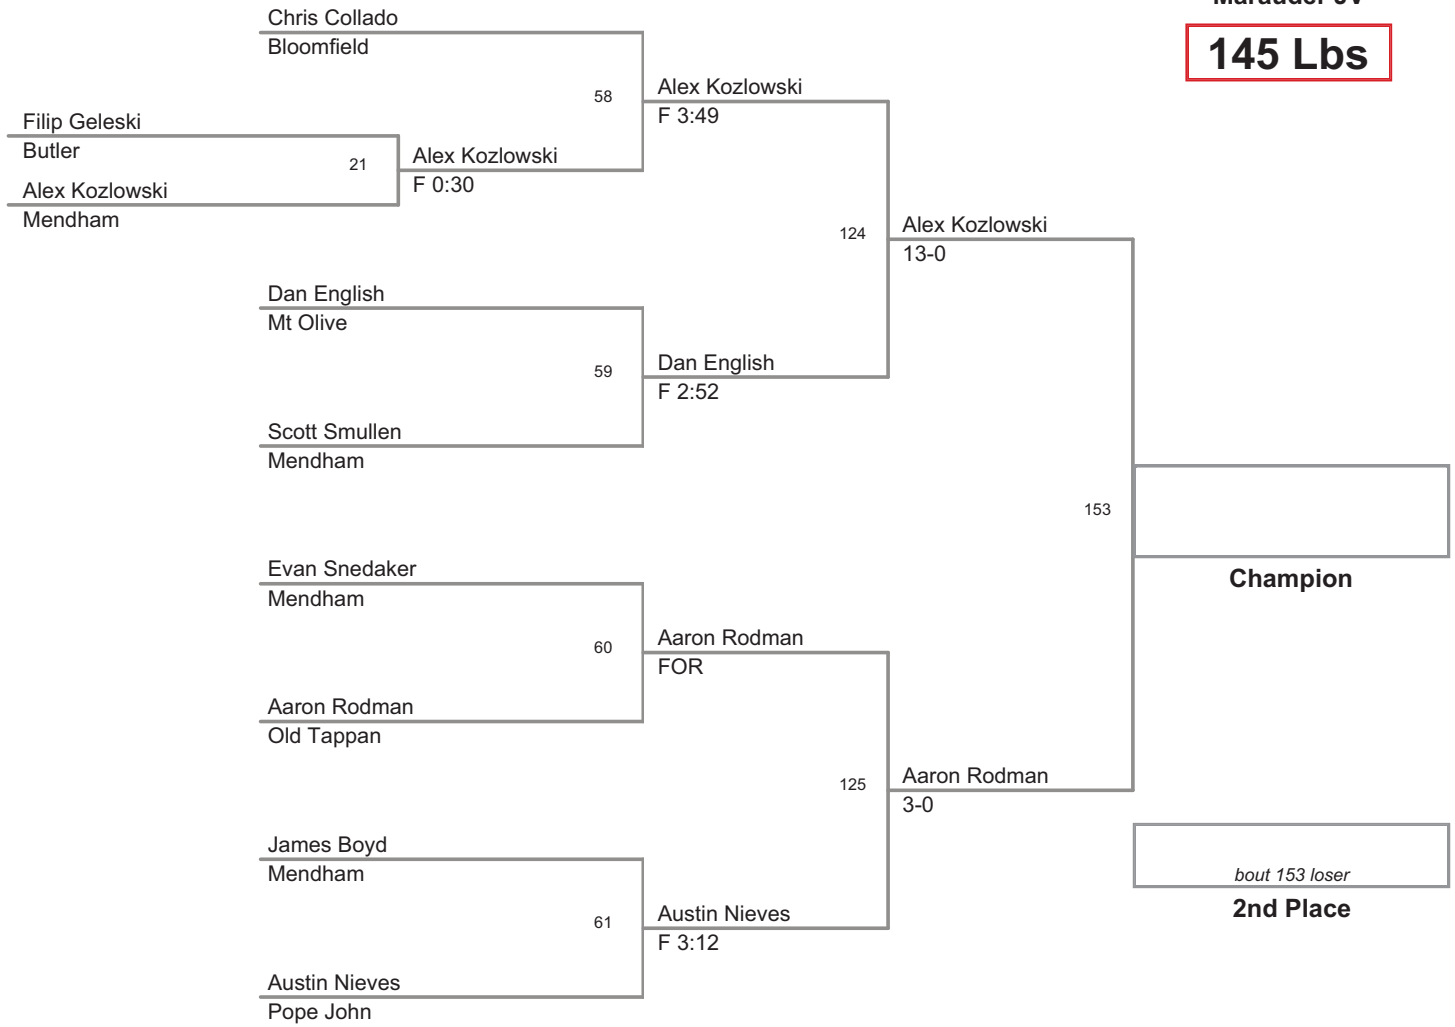 Marauder JV
145 Lbs
Chris Collado
Bloomfield
58
Alex Kozlowski
F 3:49
Filip Geleski
Butler
21
Alex Kozlowski
F 0:30
Alex Kozlowski
Mendham
124
Alex Kozlowski
13-0
Dan English
Mt Olive
59
Dan English
F 2:52
Scott Smullen
Mendham
153
Champion
Evan Snedaker
Mendham
60
Aaron Rodman
FOR
Aaron Rodman
Old Tappan
125
Aaron Rodman
3-0
James Boyd
Mendham
bout 153 loser
2nd Place
61
Austin Nieves
F 3:12
Austin Nieves
Pope John